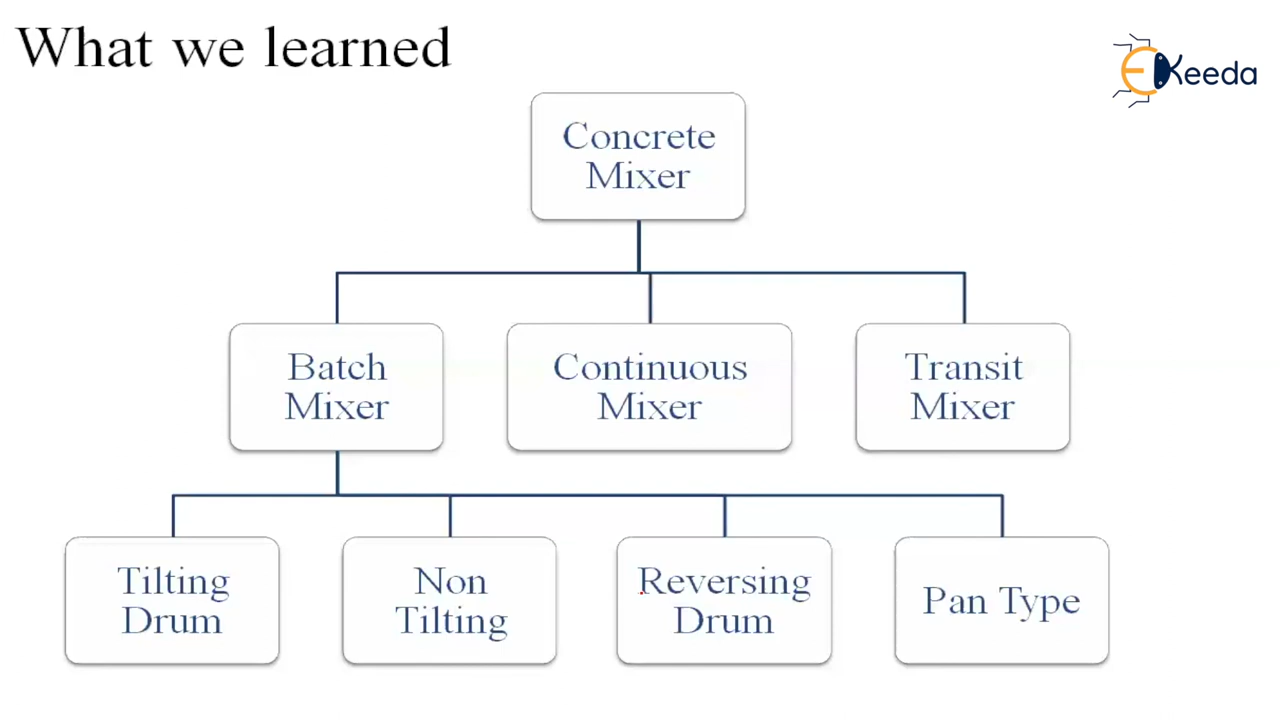 What we learned
EKeeda
Concrete
Mixer
Batch
Mixer
Continuous
Mixer
Transit
Mixer
Tilting
Drum
Non
Tilting
Reversing
Drum
Pan Type